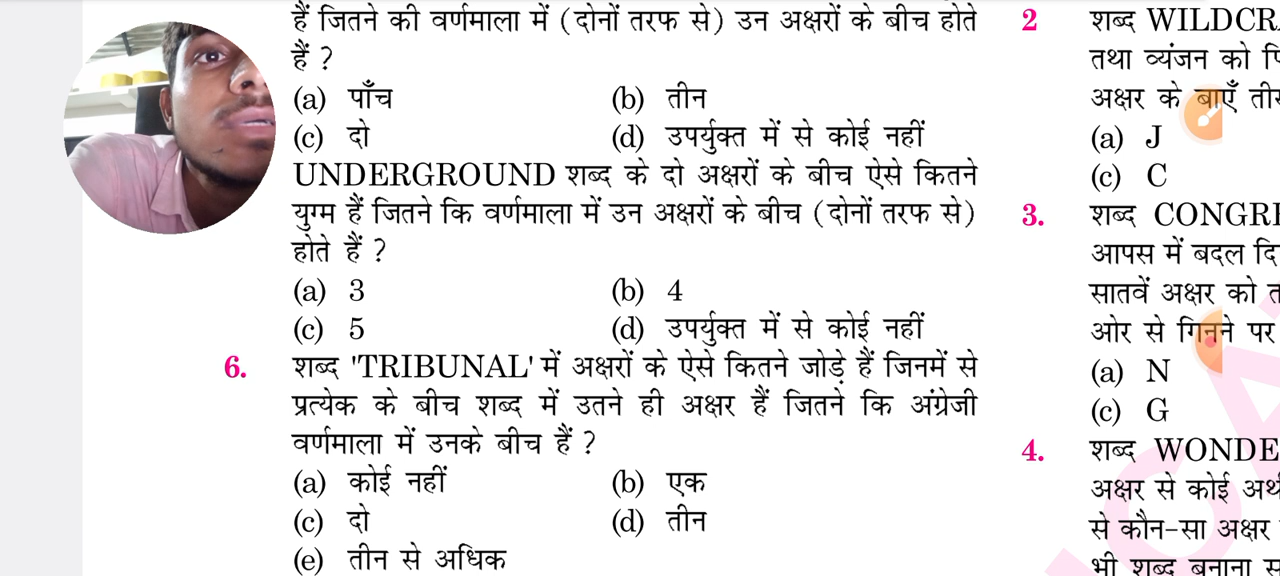 हैं जितने की वर्णमाला में (दोनों तरफ से) उन अक्षरों के बीच होते
हैं ?
(a) पाँच (b) तीन
(c) दो (d) उपर्युक्त में से कोई नहीं
UNDERGROUND शब्द के दो अक्षरों के बीच ऐसे कितने
युग्म हैं जितने कि वर्णमाला में उन अक्षरों के बीच (दोनों तरफ से)
होते हैं ?
(a) 3 (b) 4
(c) 5 (d) उपर्युक्त में से कोई नहीं
6. शब्द 'TRIBUNAL' में अक्षरों के ऐसे कितने जोड़े हैं जिनमें से
प्रत्येक के बीच शब्द में उतने ही अक्षर हैं जितने कि अंग्रेजी
वर्णमाला में उनके बीच हैं ?
(a) कोई नहीं (b) एक
(c) दो (d) तीन
(e) तीन से अधिक
2 शब्द
तथा व्यंजन को
अक्षर के बाएँ
(a) J
(c) C
3. शब्द
आपस में बदल
सातवें अक्षर को
ओर से गिनने पर
(a) N
(c) G
4. शब्द
अक्षर से कोई
से कौन-सा अक्षर
भी शब्द बनाना